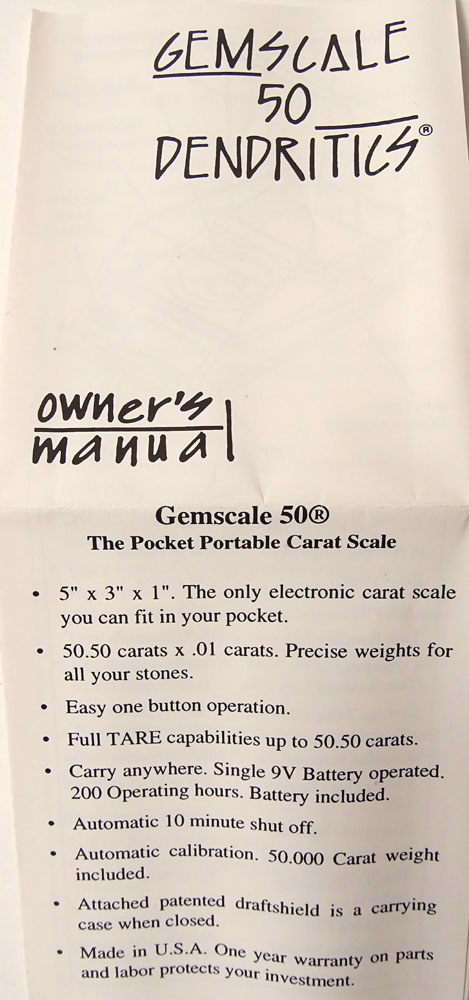 GEMSCALE
50
DENDRITICS®
owner's
manual
Gemscale 50®
The Pocket Portable Carat Scale
• 5" x 3" x 1". The only electronic carat scale
you can fit in your pocket.
• 50.50 carats x .01 carats. Precise weights for
all your stones.
• Easy one button operation.
• Full TARE capabilities up to 50.50 carats.
• Carry anywhere. Single 9V Battery operated.
200 Operating hours. Battery included.
• Automatic 10 minute shut off.
• Automatic calibration. 50.000 Carat weight
included.
• Attached patented draftshield is a carrying
case when closed.
• Made in U.S.A. One year warranty on parts
and labor protects your investment.